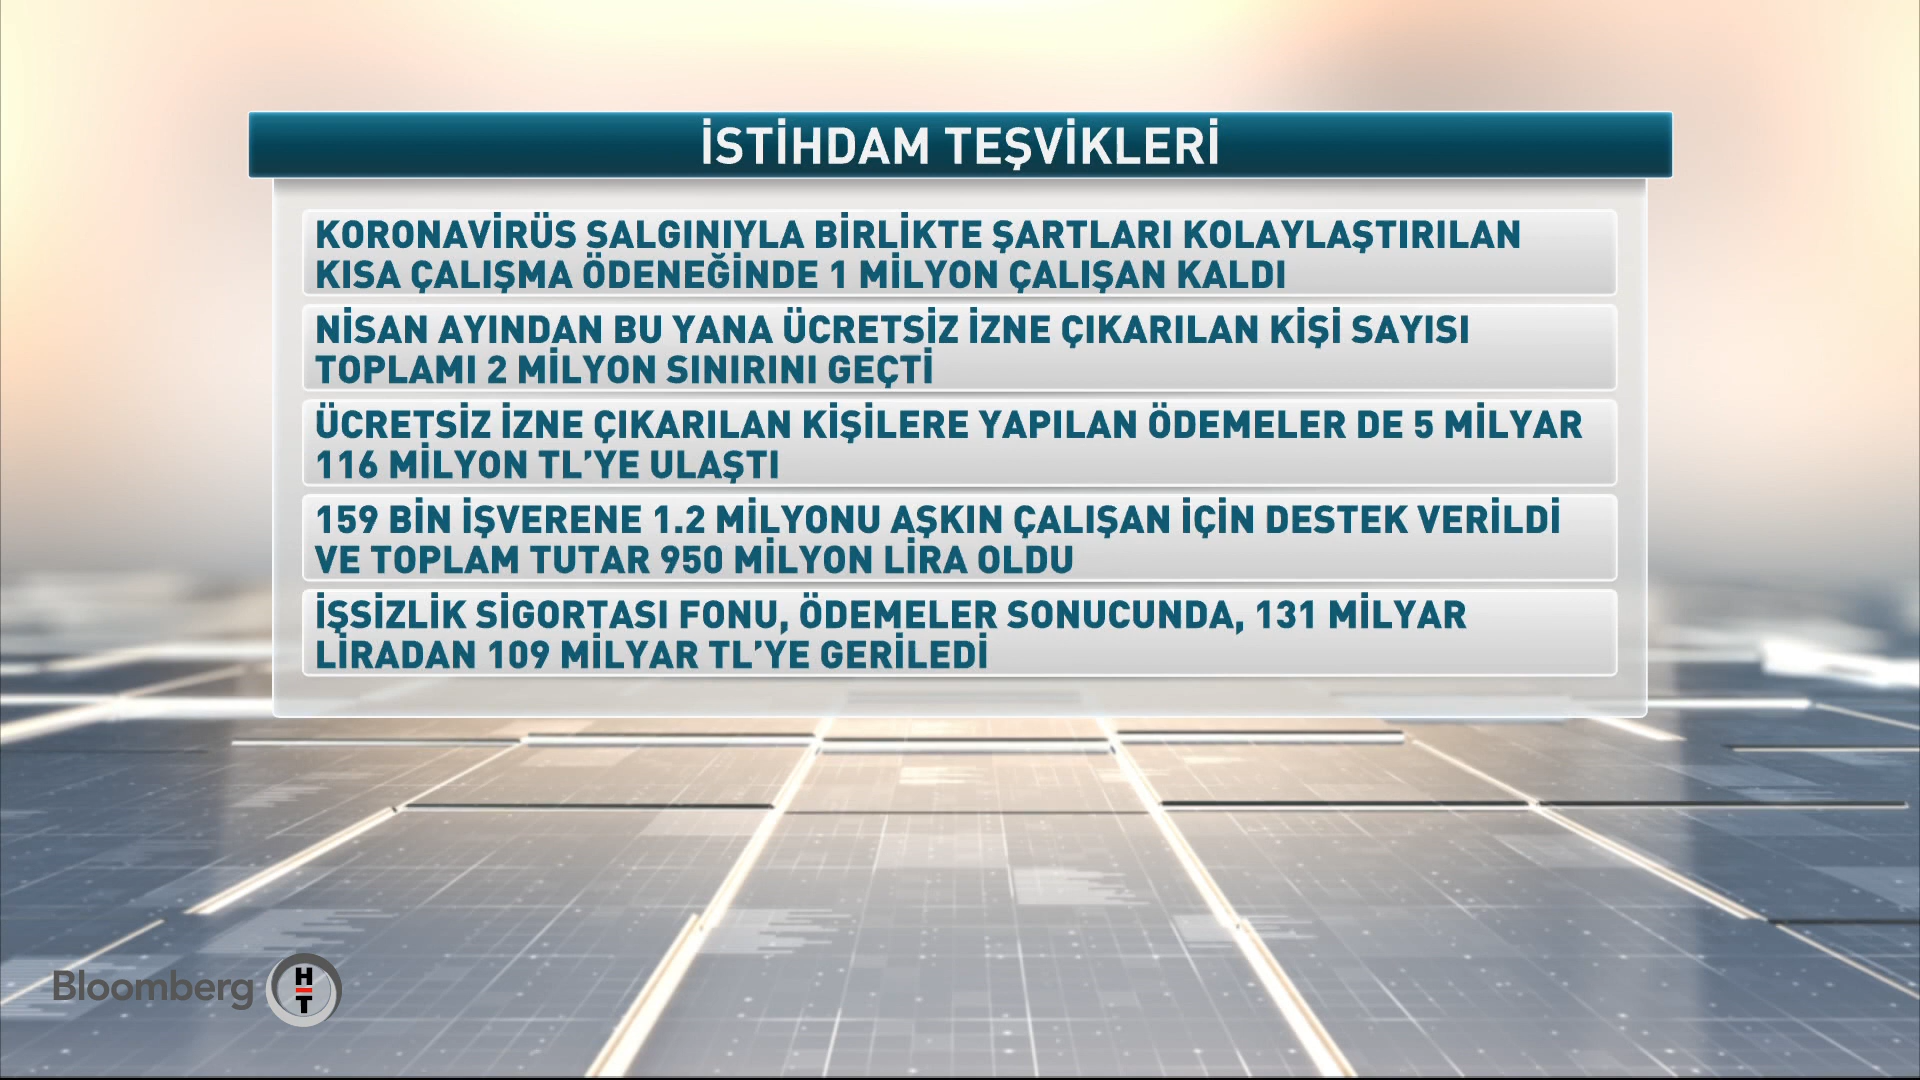 İSTİHDAM TEŞVİKLERİ
KORONAVİRÜS SALGINIYLA BİRLİKTE ŞARTLARI KOLAYLAŞTIRILAN
KISA ÇALIŞMA ÖDENEĞİNDE 1 MİLYON ÇALIŞAN KALDI
NİSAN AYINDAN BU YANA ÜCRETSİZ İZNE ÇIKARILAN KİŞİ SAYISI
TOPLAMI 2 MİLYON SINIRINI GEÇTİ
ÜCRETSİZ İZNE ÇIKARILAN KİŞİLERE YAPILAN ÖDEMELER DE 5 MİLYAR
116 MİLYON TL'YE ULAŞTI
159 BİN İŞVERENE 1.2 MİLYONU AŞKIN ÇALIŞAN İÇİN DESTEK VERİLDİ
VE TOPLAM TUTAR 950 MİLYON LİRA OLDU
İŞSİZLİK SİGORTASI FONU, ÖDEMELER SONUCUNDA, 131 MİLYAR
LİRADAN 109 MİLYAR TL'YE GERİLEDİ
Bloomberg HT